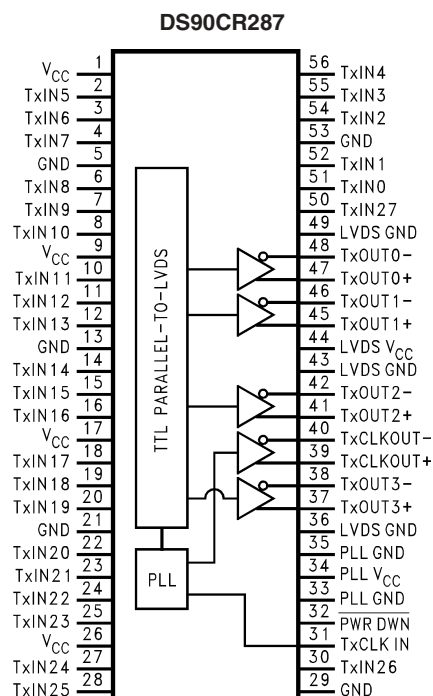 DS90CR287
VCC 1 56 TxIN4
TxIN5 2 55 TxIN3
TxIN6 3 54 TxIN2
TxIN7 4 53 GND
GND 5 52 TxIN1
TxIN8 6 51 TxIN0
TxIN9 7 50 TxIN27
TxIN10 8 49 LVDS GND
VCC 9 48 TxOUT0−
TxIN11 10 47 TxOUT0+
TxIN12 11 46 TxOUT1−
TxIN13 12 45 TxOUT1+
GND 13 44 LVDS VCC
TxIN14 14 43 LVDS GND
TxIN15 15 42 TxOUT2−
TxIN16 16 41 TxOUT2+
VCC 17 40 TxCLKOUT−
TxIN17 18 39 TxCLKOUT+
TxIN18 19 38 TxOUT3−
TxIN19 20 37 TxOUT3+
GND 21 36 LVDS GND
TxIN20 22 35 PLL GND
TxIN21 23 34 PLL VCC
TxIN22 24 33 PLL GND
TxIN23 25 32 PWR DWN
VCC 26 31 TxCLK IN
TxIN24 27 30 TxIN26
TxIN25 28 29 GND
TTL PARALLEL-TO-LVDS
PLL